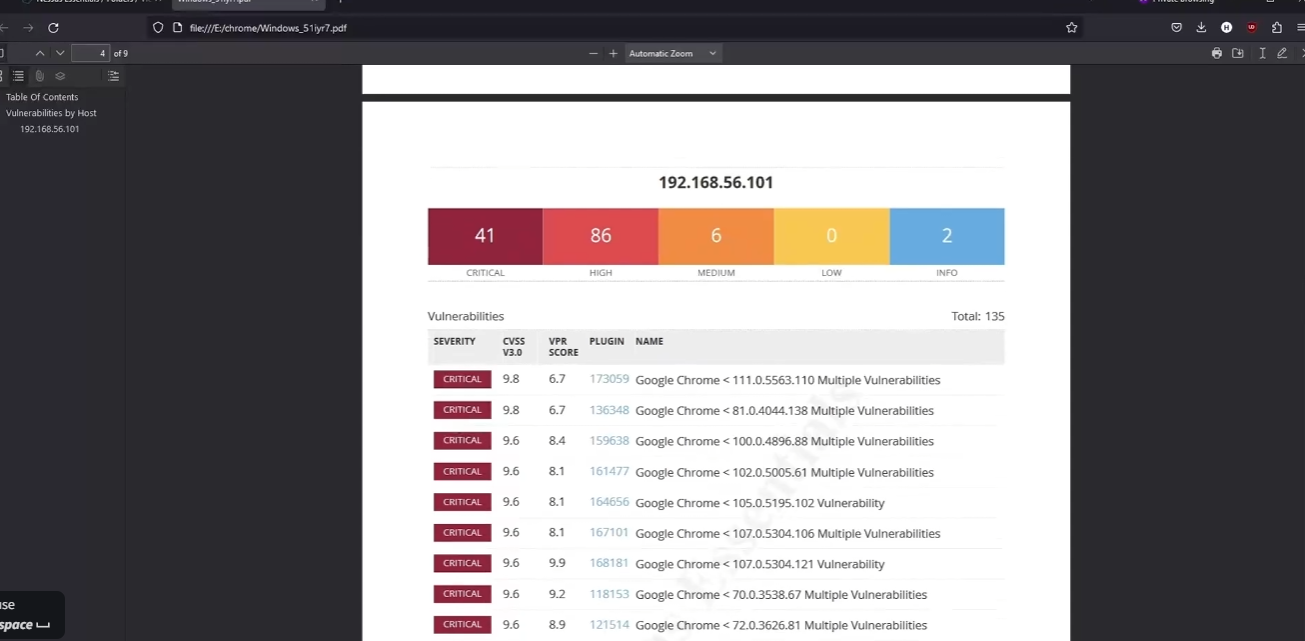 Nessus Essentials / Folders / Vi
Windows_51iyr7.pdf
Private Browsing
file:///E:/chrome/Windows_51iyr7.pdf
4 of 9
Automatic Zoom
Table Of Contents
Vulnerabilities by Host
192.168.56.101
192.168.56.101
41 86 6 0 2
CRITICAL HIGH MEDIUM LOW INFO
Vulnerabilities Total: 135
SEVERITY CVSS V3.0 VPR SCORE PLUGIN NAME
CRITICAL 9.8 6.7 173059 Google Chrome < 111.0.5563.110 Multiple Vulnerabilities
CRITICAL 9.8 6.7 136348 Google Chrome < 81.0.4044.138 Multiple Vulnerabilities
CRITICAL 9.6 8.4 159638 Google Chrome < 100.0.4896.88 Multiple Vulnerabilities
CRITICAL 9.6 8.1 161477 Google Chrome < 102.0.5005.61 Multiple Vulnerabilities
CRITICAL 9.6 8.1 164656 Google Chrome < 105.0.5195.102 Vulnerability
CRITICAL 9.6 8.1 167101 Google Chrome < 107.0.5304.106 Multiple Vulnerabilities
CRITICAL 9.6 9.9 168181 Google Chrome < 107.0.5304.121 Vulnerability
CRITICAL 9.6 9.2 118153 Google Chrome < 70.0.3538.67 Multiple Vulnerabilities
CRITICAL 9.6 8.9 121514 Google Chrome < 72.0.3626.81 Multiple Vulnerabilities
use
space